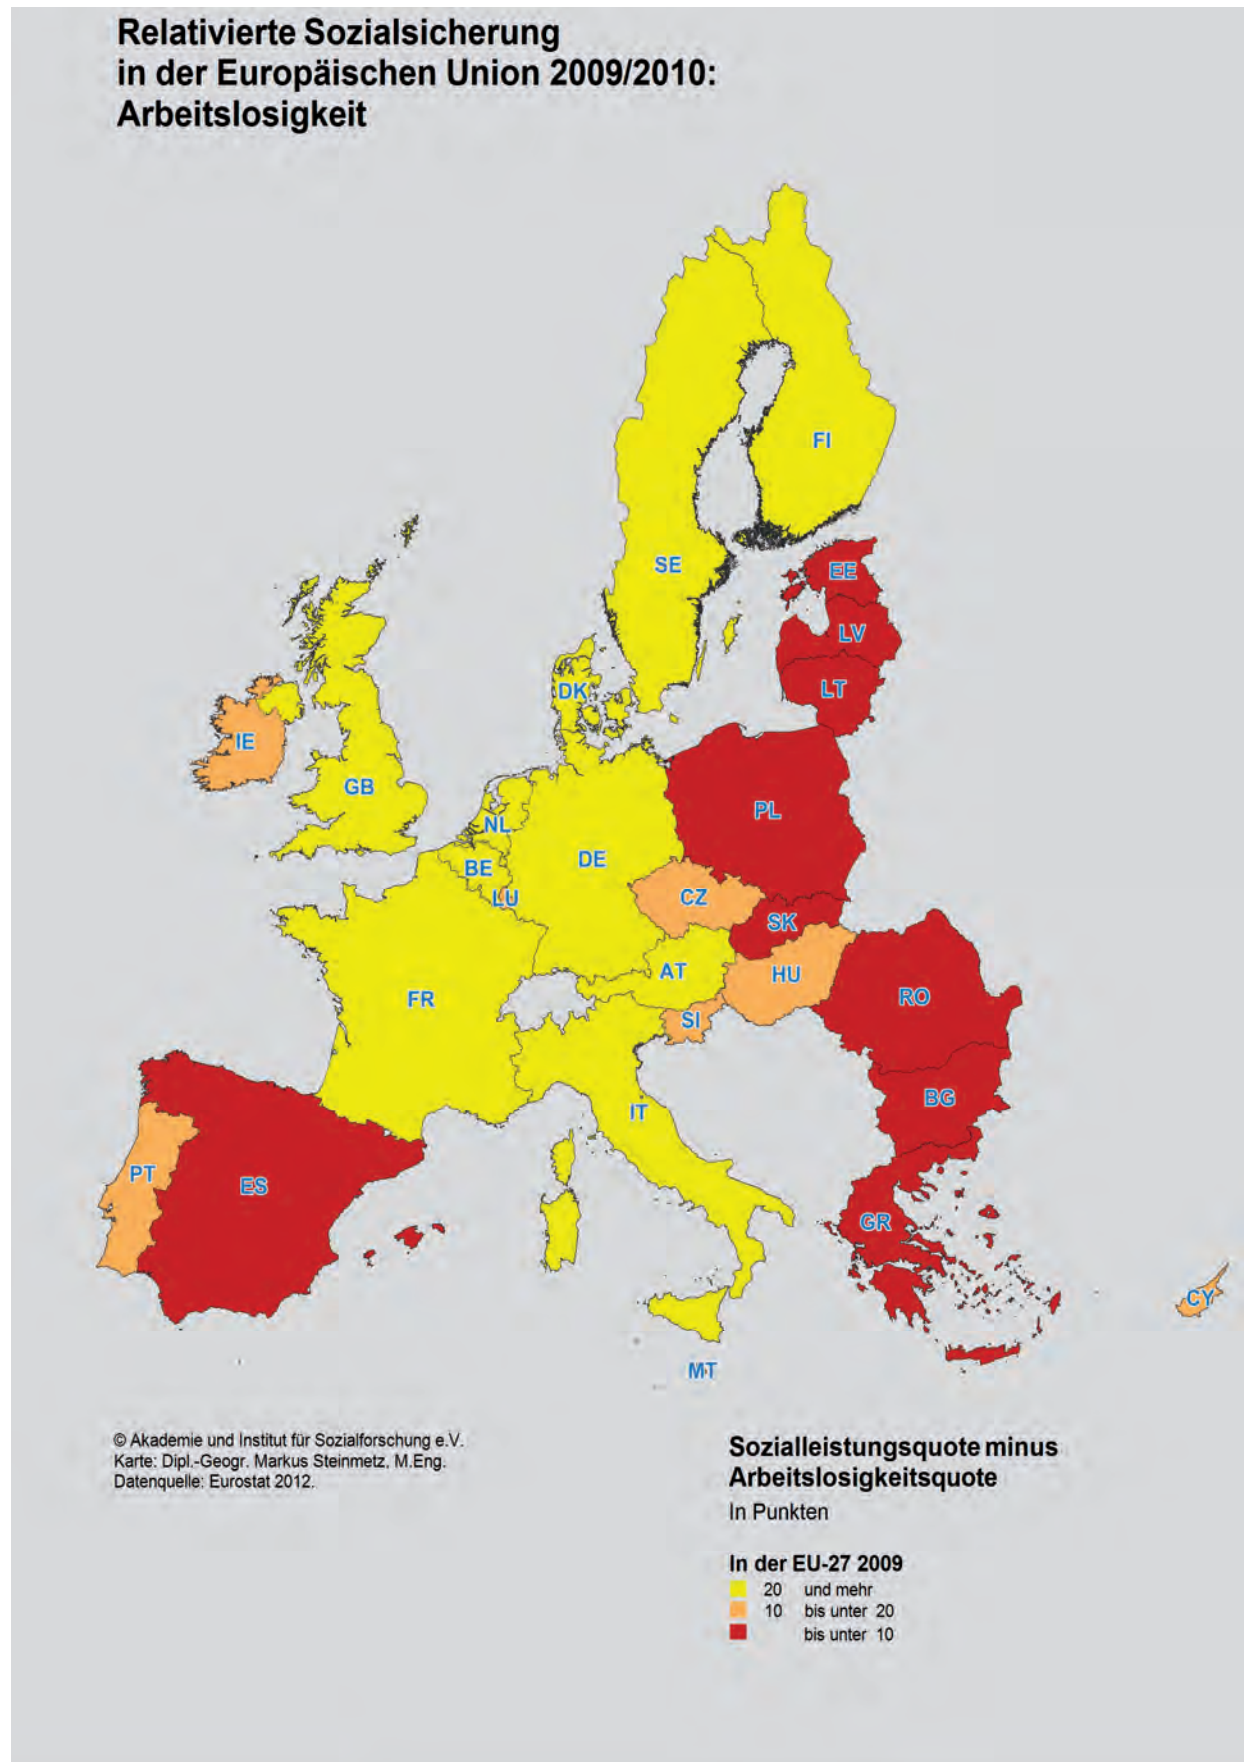 Relativierte Sozialsicherung
in der Europäischen Union 2009/2010:
Arbeitslosigkeit
FI
SE
EE
LV
LT
DK
IE
GB
NL
PL
BE
DE
LU
CZ
SK
AT
HU
FR
SI
RO
BG
IT
PT
ES
GR
CY
MT
© Akademie und Institut für Sozialforschung e.V.
Karte: Dipl.-Geogr. Markus Steinmetz, M.Eng.
Datenquelle: Eurostat 2012.
Sozialleistungsquote minus
Arbeitslosigkeitsquote
In Punkten
In der EU-27 2009
20 und mehr
10 bis unter 20
bis unter 10